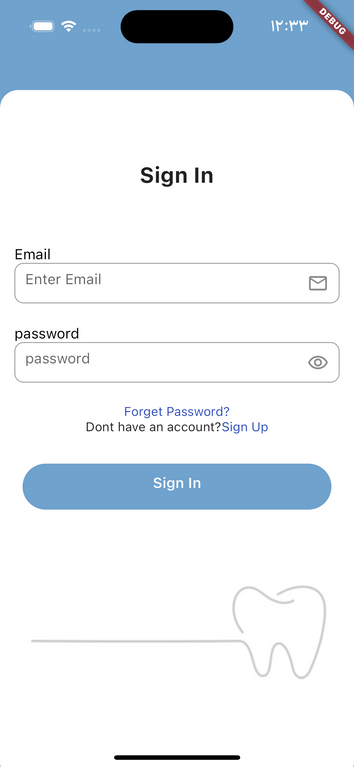 ١٢:٣٣
DEBUG
Sign In
Email
Enter Email
password
password
Forget Password?
Dont have an account?Sign Up
Sign In